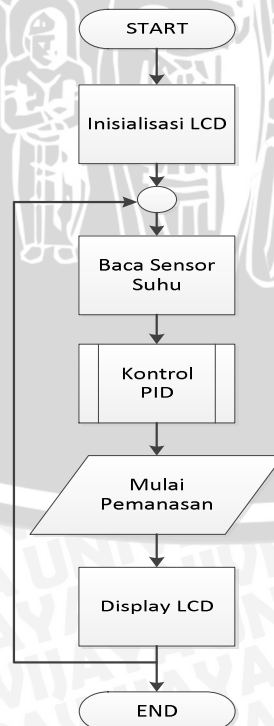 START
Inisialisasi LCD
Baca Sensor
Suhu
Kontrol
PID
Mulai
Pemanasan
Display LCD
END